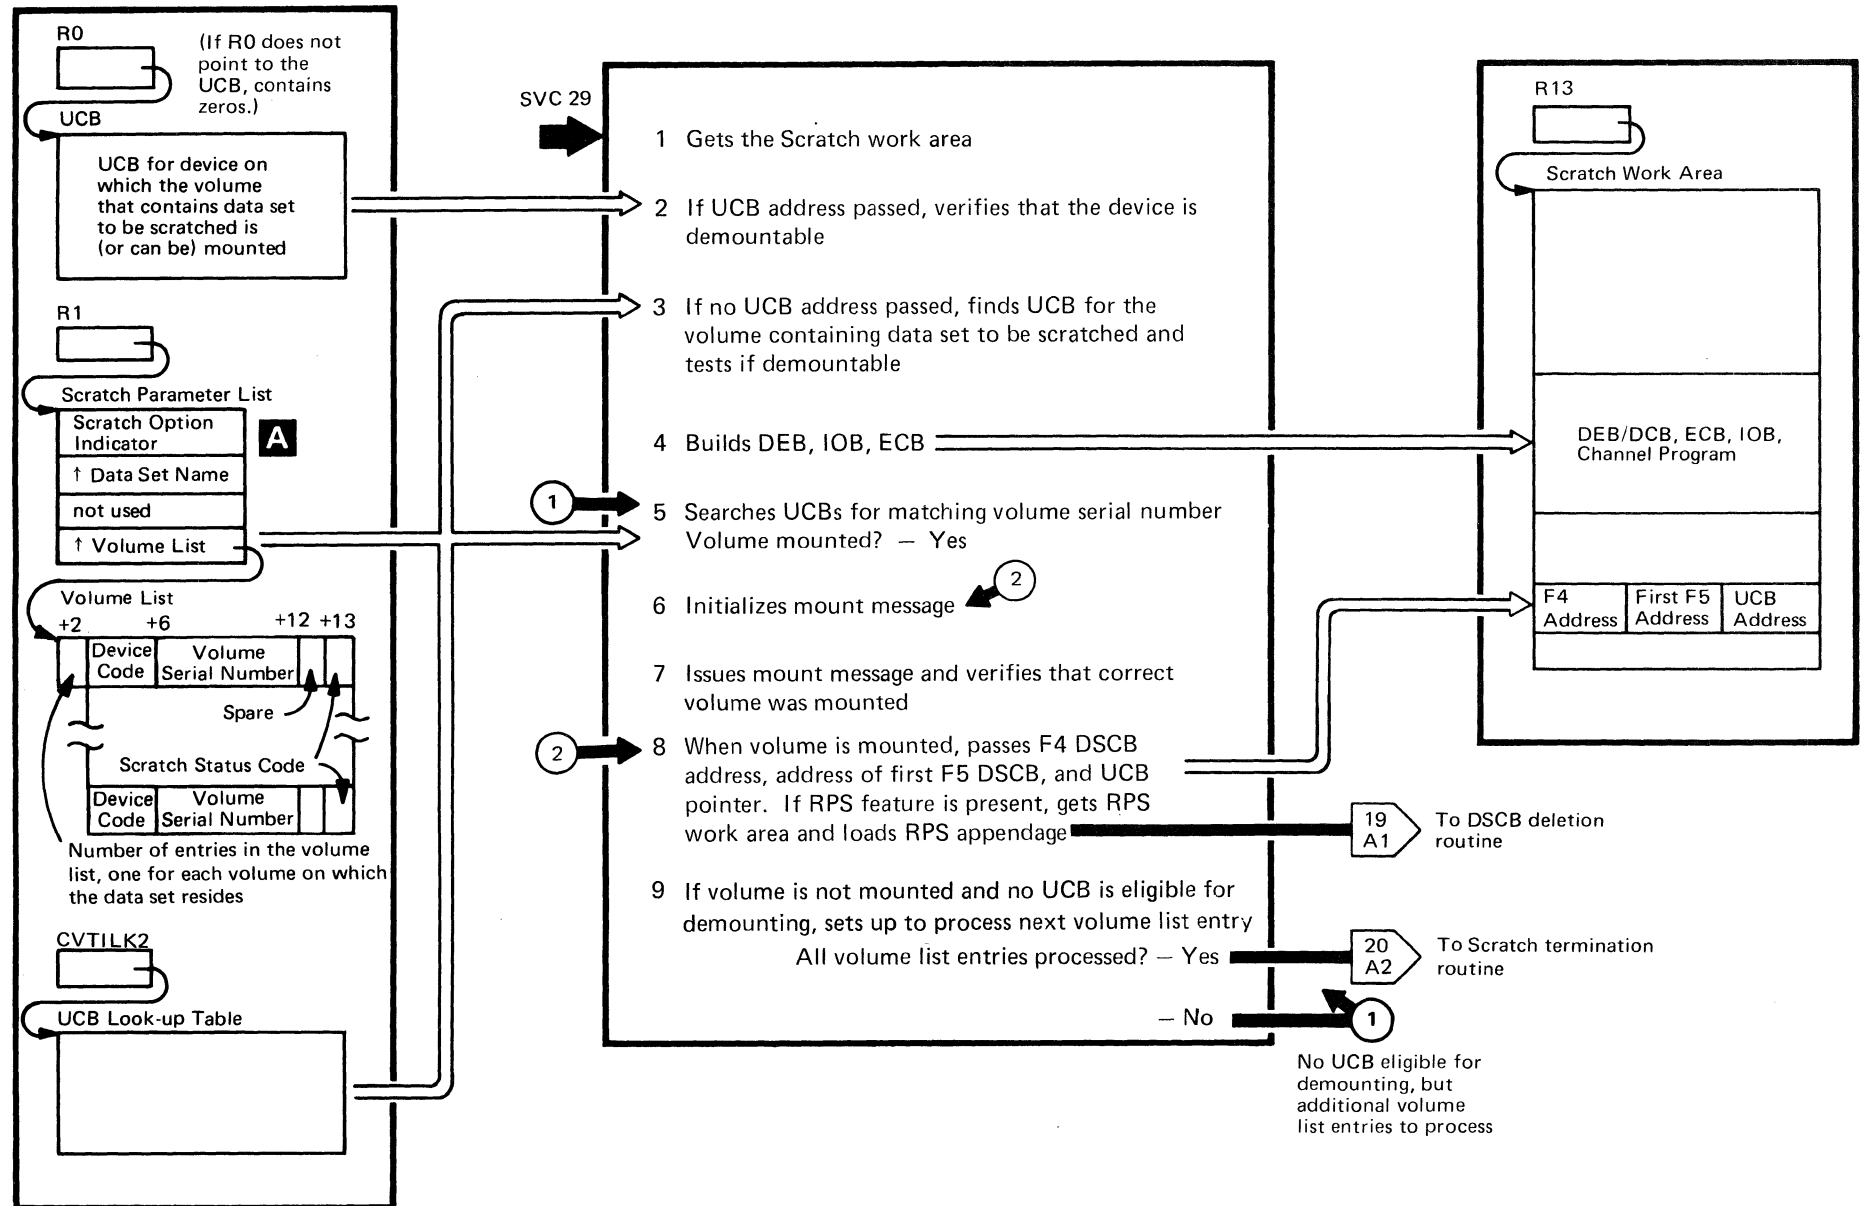 R0
(If R0 does not
point to the
UCB, contains
zeros.)
UCB
UCB for device on
which the volume
that contains data set
to be scratched is
(or can be) mounted
R1
Scratch Parameter List
Scratch Option
Indicator
A
↑ Data Set Name
not used
↑ Volume List
Volume List
+2 +6 +12 +13
Device
Code
Volume
Serial Number
Spare
Scratch Status Code
Device
Code
Volume
Serial Number
Number of entries in the volume
list, one for each volume on which
the data set resides
CVTILK2
UCB Look-up Table
SVC 29
1 Gets the Scratch work area
2 If UCB address passed, verifies that the device is
demountable
3 If no UCB address passed, finds UCB for the
volume containing data set to be scratched and
tests if demountable
4 Builds DEB, IOB, ECB
1
5 Searches UCBs for matching volume serial number
Volume mounted? — Yes
2
6 Initializes mount message
7 Issues mount message and verifies that correct
volume was mounted
2
8 When volume is mounted, passes F4 DSCB
address, address of first F5 DSCB, and UCB
pointer. If RPS feature is present, gets RPS
work area and loads RPS appendage
19
A1
To DSCB deletion
routine
9 If volume is not mounted and no UCB is eligible for
demounting, sets up to process next volume list entry
All volume list entries processed? — Yes
20
A2
To Scratch termination
routine
— No
1
No UCB eligible for
demounting, but
additional volume
list entries to process
R13
Scratch Work Area
DEB/DCB, ECB, IOB,
Channel Program
F4
Address
First F5
Address
UCB
Address